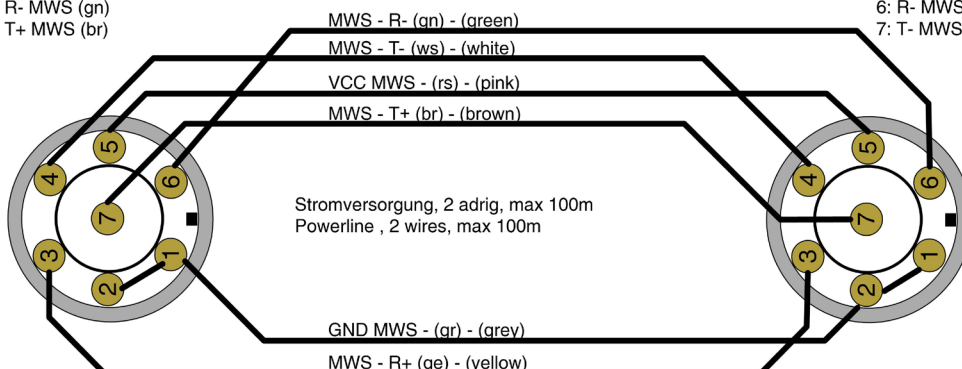 R- MWS (gn)
T+ MWS (br)
6: R- MWS
7: T- MWS
MWS - R- (gn) - (green)
MWS - T- (ws) - (white)
VCC MWS - (rs) - (pink)
MWS - T+ (br) - (brown)
5
4
6
7
3
1
2
5
4
6
7
3
1
2
Stromversorgung, 2 adrig, max 100m
Powerline , 2 wires, max 100m
GND MWS - (gr) - (grey)
MWS - R+ (ge) - (yellow)